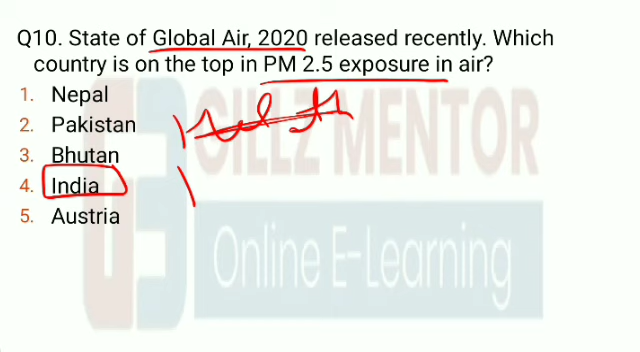 Q10. State of Global Air, 2020 released recently. Which
country is on the top in PM 2.5 exposure in air?
1. Nepal
2. Pakistan
3. Bhutan
4. India
5. Austria
GILLZ MENTOR
Online E-Learning